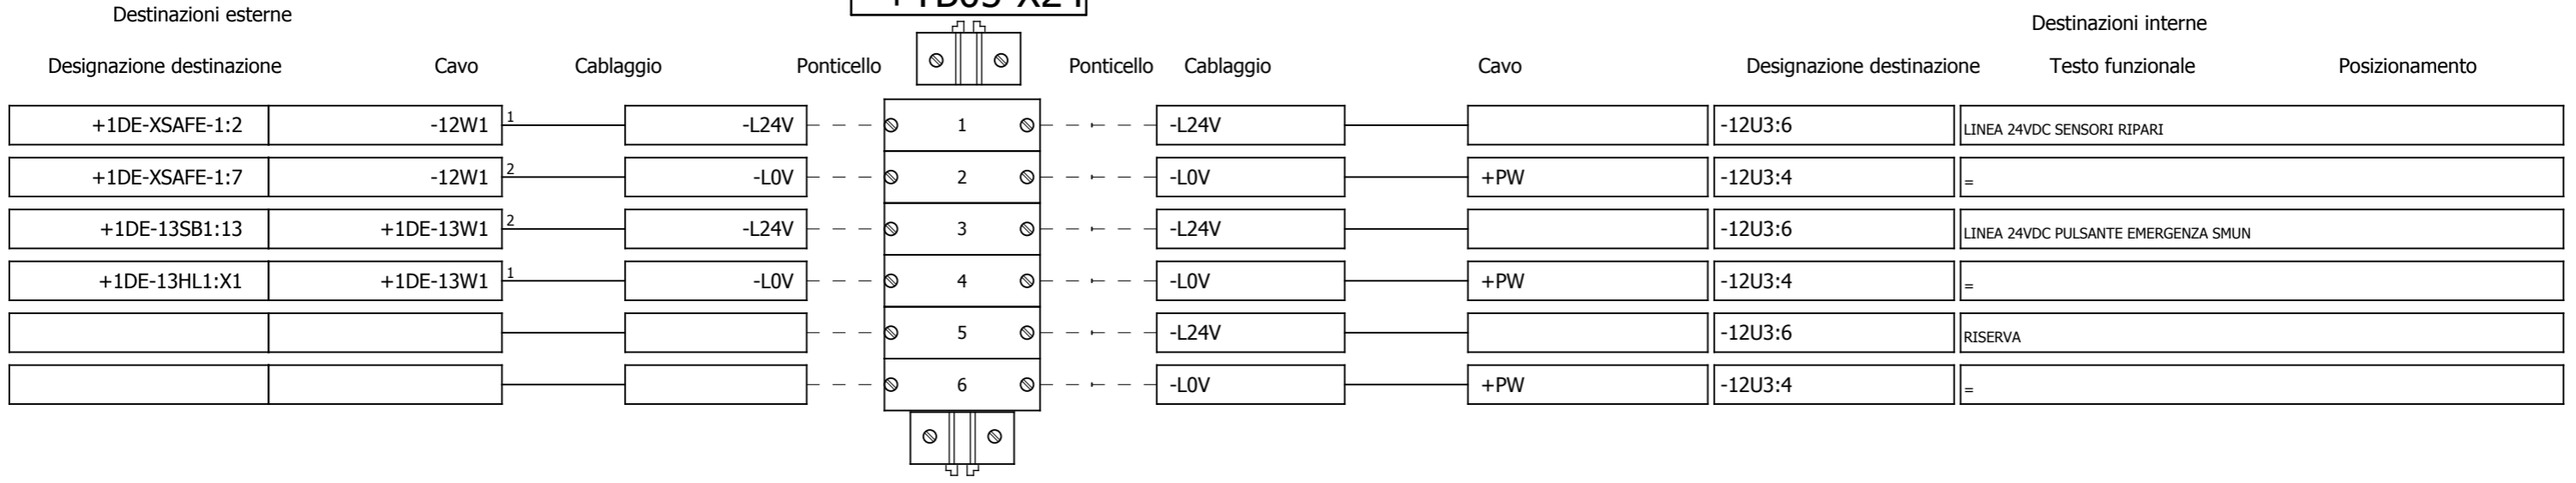 Destinazioni esterne
Destinazioni interne
Designazione destinazione Cavo Cablaggio Ponticello Ponticello Cablaggio Cavo Designazione destinazione Testo funzionale Posizionamento
+1DE-XSAFE-1:2 -12W1 1 -L24V 1 -L24V -12U3:6 LINEA 24VDC SENSORI RIPARI
+1DE-XSAFE-1:7 -12W1 2 -L0V 2 -L0V +PW -12U3:4 =
+1DE-13SB1:13 +1DE-13W1 2 -L24V 3 -L24V -12U3:6 LINEA 24VDC PULSANTE EMERGENZA SMUN
+1DE-13HL1:X1 +1DE-13W1 1 -L0V 4 -L0V +PW -12U3:4 =
5 -L24V -12U3:6 RISERVA
6 -L0V +PW -12U3:4 =